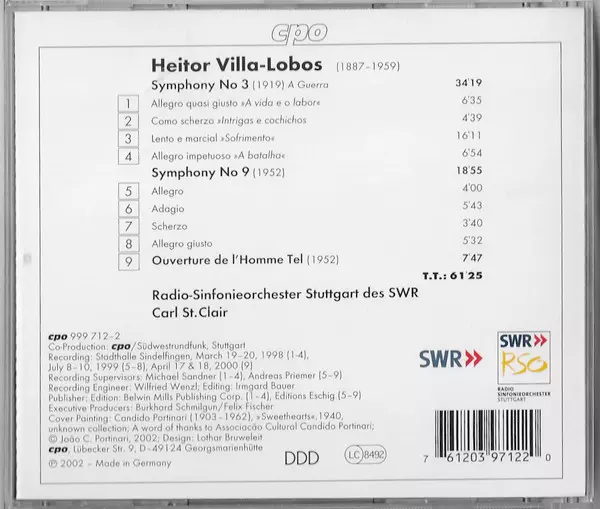 cpo
Heitor Villa-Lobos (1887-1959)
Symphony No 3 (1919) A Guerra 34'19
1 Allegro quasi giusto »A vida e o labor« 6'35
2 Como scherzo »Intrigas e cochichos 4'39
3 Lento e marcial »Sofrimento« 16'11
4 Allegro impetuoso »A batalha« 6'54
Symphony No 9 (1952) 18'55
5 Allegro 4'00
6 Adagio 5'43
7 Scherzo 3'40
8 Allegro giusto 5'32
9 Ouverture de l'Homme Tel (1952) 7'47
T.T.: 61'25
Radio-Sinfonieorchester Stuttgart des SWR
Carl St.Clair
cpo 999 712-2
Co-Production: cpo/Südwestrundfunk, Stuttgart
Recording: Stadthalle Sindelfingen, March 19-20, 1998 (1-4),
July 8-10, 1999 (5-8), April 17 & 18, 2000 (9)
Recording Supervisors: Michael Sandner (1-4), Andreas Priemer (5-9)
Recording Engineer: Wilfried Wenzl; Editing: Irmgard Bauer
Publisher: Edition: Belwin Mills Publishing Corp. (1-4), Editions Eschig (5-9)
Executive Producers: Burkhard Schmilgun/Felix Fischer
Cover Painting: Candido Portinari (1903-1962), »Sweethearts«,1940,
unknown collection; A word of thanks to Associacão Cultural Candido Portinari;
© João C. Portinari, 2002; Design: Lothar Bruweleit
cpo, Lübecker Str. 9, D-49124 Georgsmarienhütte
℗ 2002 – Made in Germany
DDD
LC 8492
SWR»
SWR»
RSO
RADIO
SINFONIEORCHESTER
STUTTGART
7 61203 97122 0